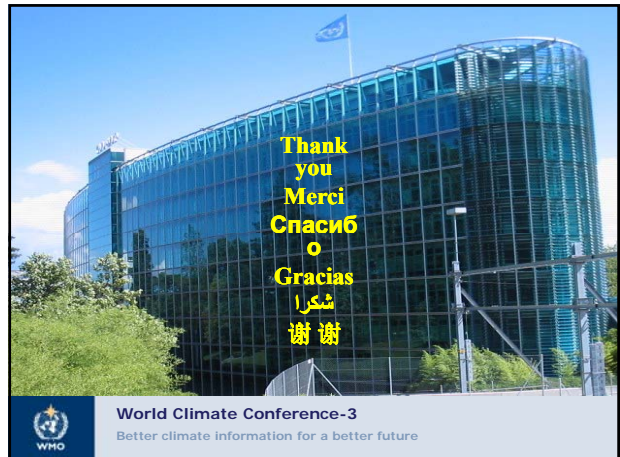 Thank
you
Merci
Спасиб
о
Gracias
شكرا
谢 谢
World Climate Conference-3
Better climate information for a better future
WMO